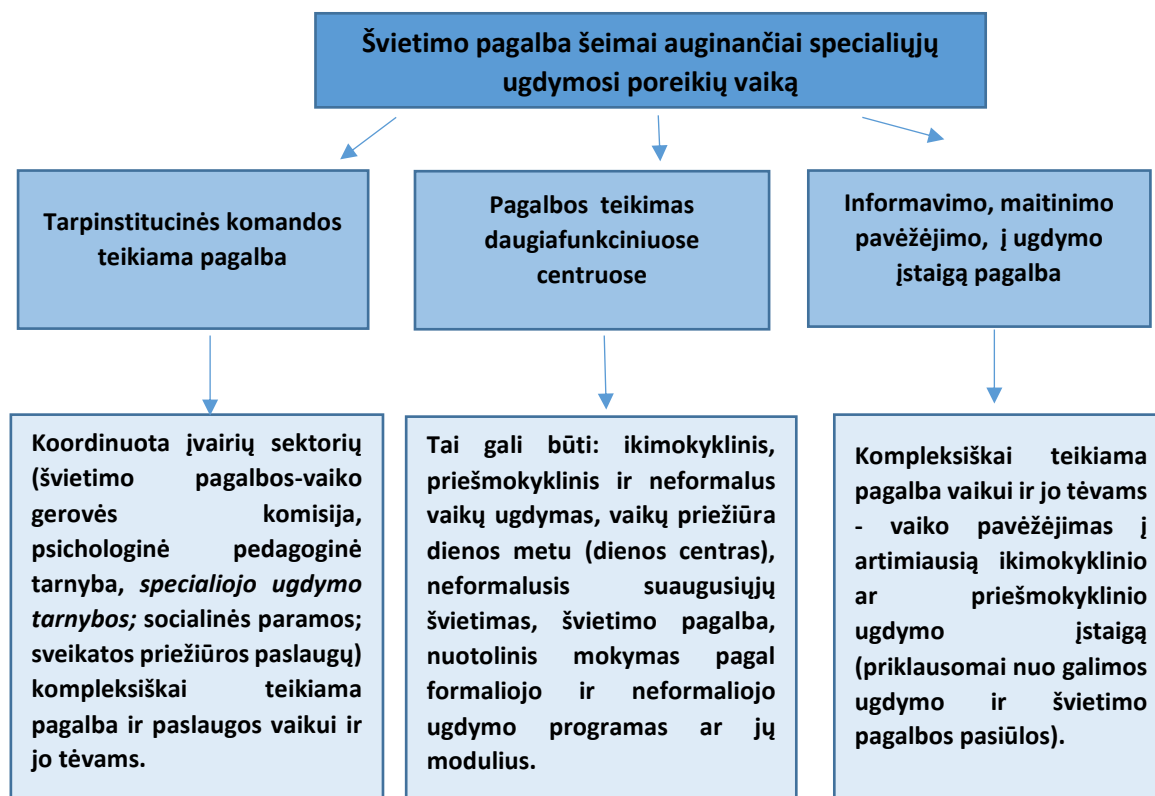 Švietimo pagalba šeimai auginančiai specialiųjų
ugdymosi poreikių vaiką
Tarpinstitucinės komandos
teikiama pagalba
Pagalbos teikimas
daugiafunkciniuose
centruose
Informavimo, maitinimo
pavėžėjimo, į ugdymo
įstaigą pagalba
Koordinuota įvairių sektorių
(švietimo pagalbos-vaiko
gerovės komisija,
psichologinė pedagoginė
tarnyba, specialiojo ugdymo
tarnybos; socialinės paramos;
sveikatos priežiūros paslaugų)
kompleksiškai teikiama
pagalba ir paslaugos vaikui ir
jo tėvams.
Tai gali būti: ikimokyklinis,
priešmokyklinis ir neformalus
vaikų ugdymas, vaikų priežiūra
dienos metu (dienos centras),
neformalusis suaugusiųjų
švietimas, švietimo pagalba,
nuotolinis mokymas pagal
formaliojo ir neformaliojo
ugdymo programas ar jų
modulius.
Kompleksiškai teikiama
pagalba vaikui ir jo tėvams
- vaiko pavėžėjimas į
artimiausią ikimokyklinio
ar priešmokyklinio
ugdymo įstaigą
(priklausomai nuo galimos
ugdymo ir švietimo
pagalbos pasiūlos).